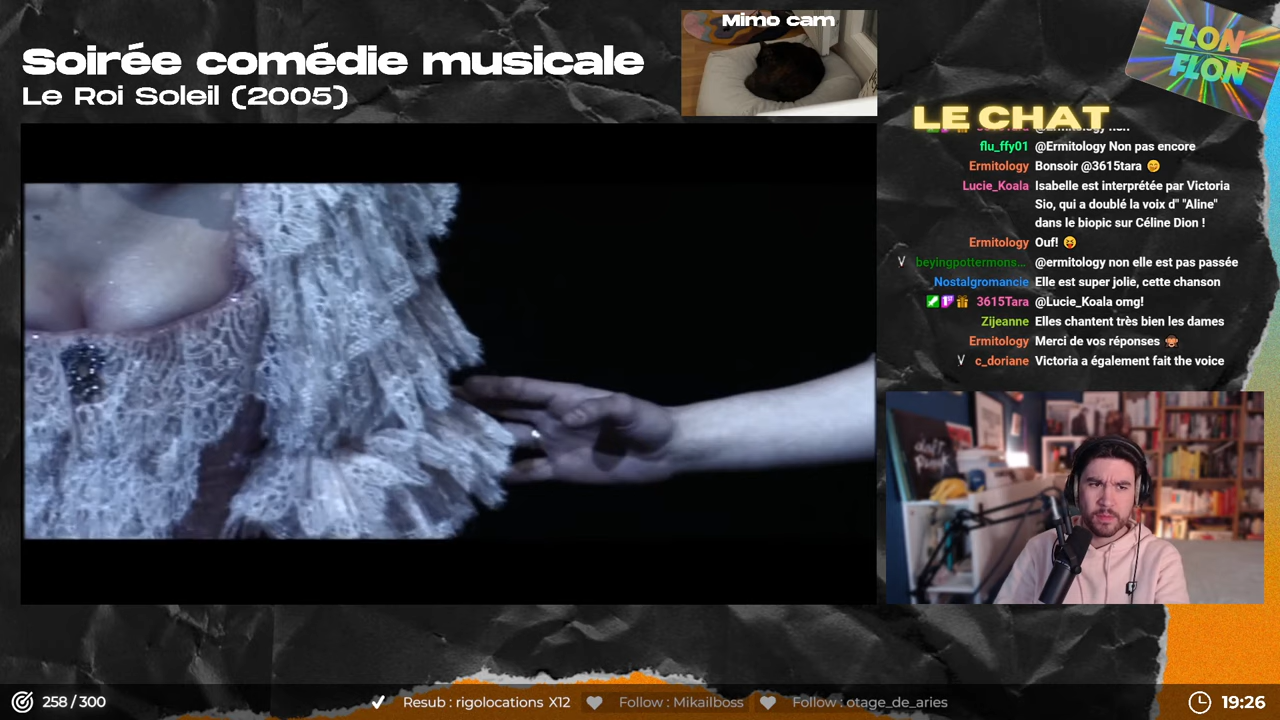 Soirée comédie musicale
Le Roi Soleil (2005)
Mimo cam
FLON
FLON
LE CHAT
flu_ffy01 @Ermitology Non pas encore
Ermitology Bonsoir @3615tara
Lucie_Koala Isabelle est interprétée par Victoria
Sio, qui a doublé la voix d" "Aline"
dans le biopic sur Céline Dion !
Ermitology Ouf!
beyingpottermons... @ermitology non elle est pas passée
Nostalgromancie Elle est super jolie, cette chanson
3615Tara @Lucie_Koala omg!
Zijeanne Elles chantent très bien les dames
Ermitology Merci de vos réponses
c_doriane Victoria a également fait the voice
daft
punk
258 / 300
Resub : rigolocations X12
Follow : Mikailboss
Follow : otage_de_aries
19:26